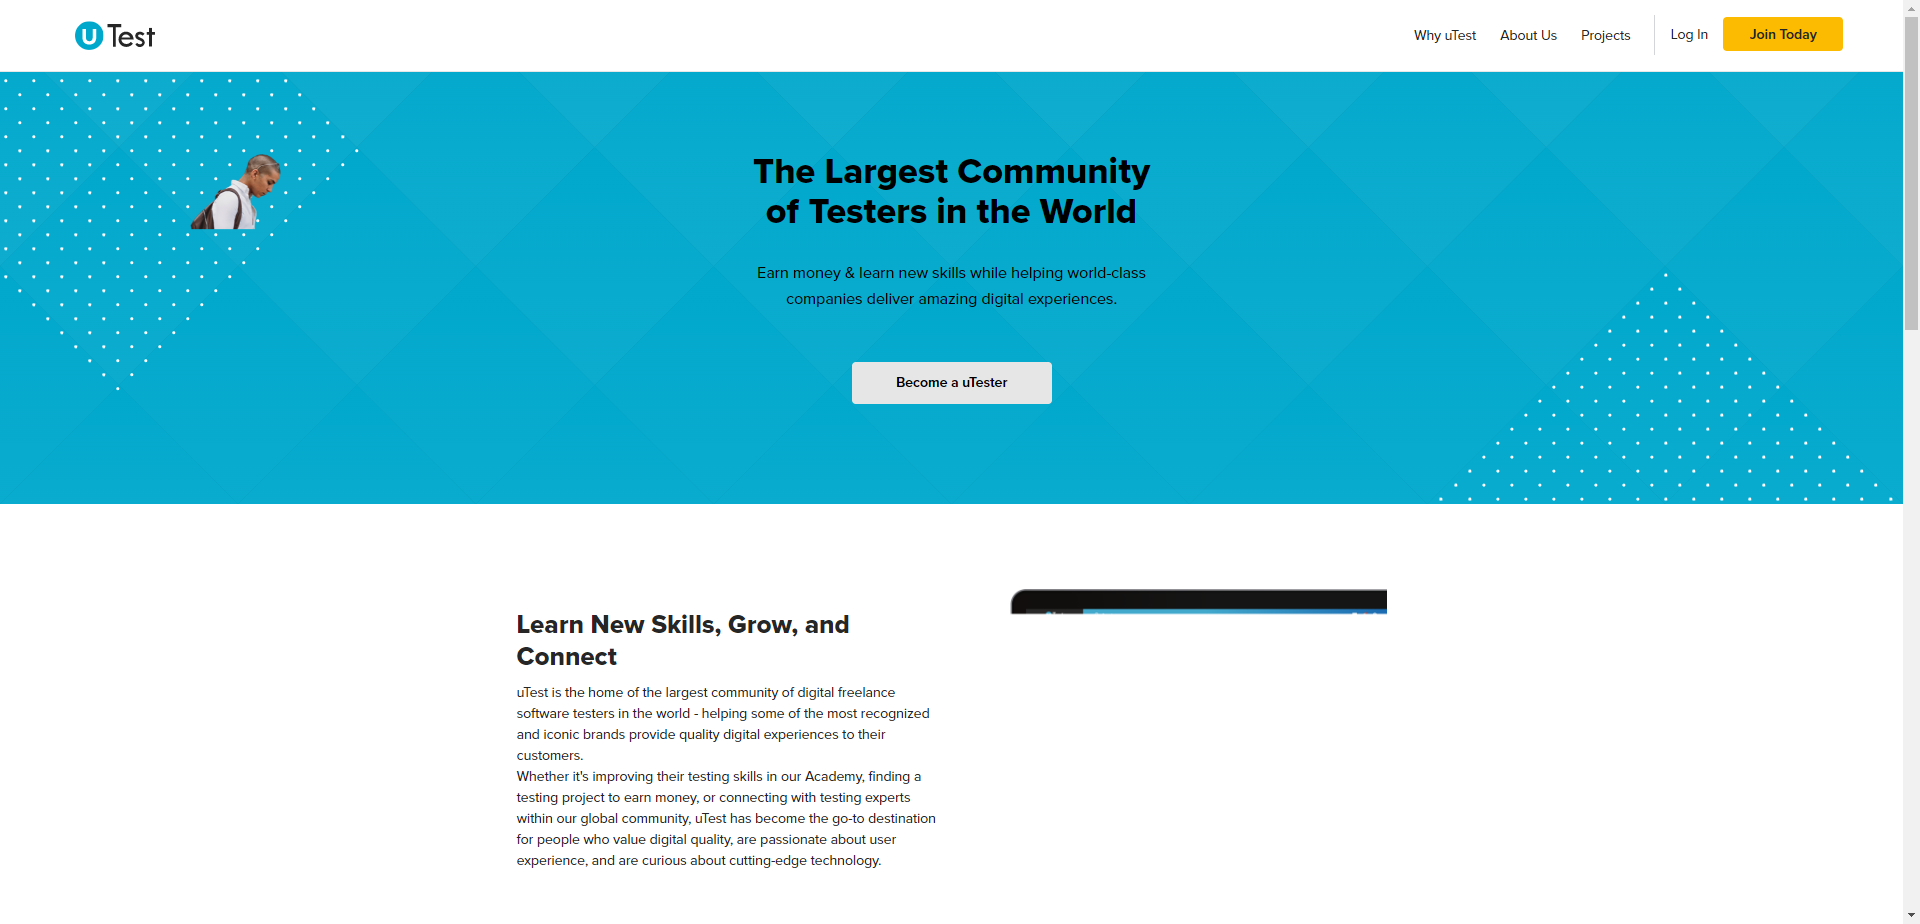 uTest
Why uTest
About Us
Projects
Log In
Join Today
The Largest Community
of Testers in the World
Earn money & learn new skills while helping world-class
companies deliver amazing digital experiences.
Become a uTester
Learn New Skills, Grow, and
Connect
uTest is the home of the largest community of digital freelance
software testers in the world - helping some of the most recognized
and iconic brands provide quality digital experiences to their
customers.
Whether it's improving their testing skills in our Academy, finding a
testing project to earn money, or connecting with testing experts
within our global community, uTest has become the go-to destination
for people who value digital quality, are passionate about user
experience, and are curious about cutting-edge technology.